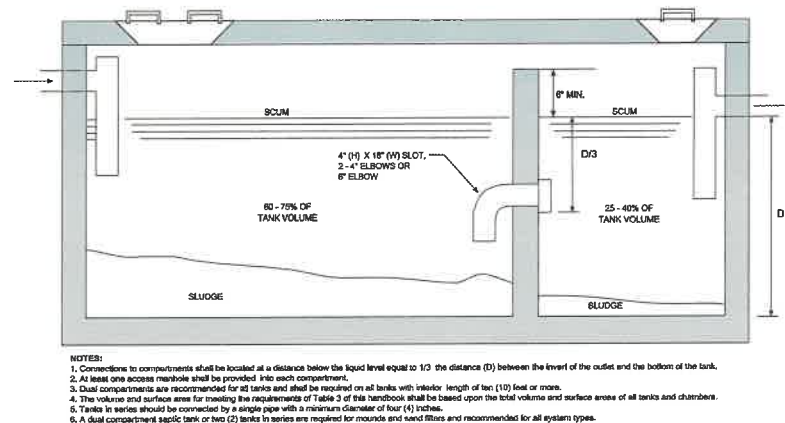 6" MIN.
SCUM
SCUM
D/3
4" (H) X 18" (W) SLOT,
2 - 4" ELBOWS OR
6" ELBOW
60 - 75% OF
TANK VOLUME
25 - 40% OF
TANK VOLUME
D
SLUDGE
SLUDGE
NOTES:
1. Connections to compartments shall be located at a distance below the liquid level equal to 1/3 the distance (D) between the invert of the outlet and the bottom of the tank.
2. At least one access manhole shall be provided into each compartment.
3. Dual compartments are recommended for all tanks and shall be required on all tanks with interior length of ten (10) feet or more.
4. The volume and surface area for meeting the requirements of Table 3 of this handbook shall be based upon the total volume and surface areas of all tanks and chambers.
5. Tanks in series should be connected by a single pipe with a minimum diameter of four (4) inches.
6. A dual compartment septic tank or two (2) tanks in series are required for mounds and sand filters and recommended for all system types.